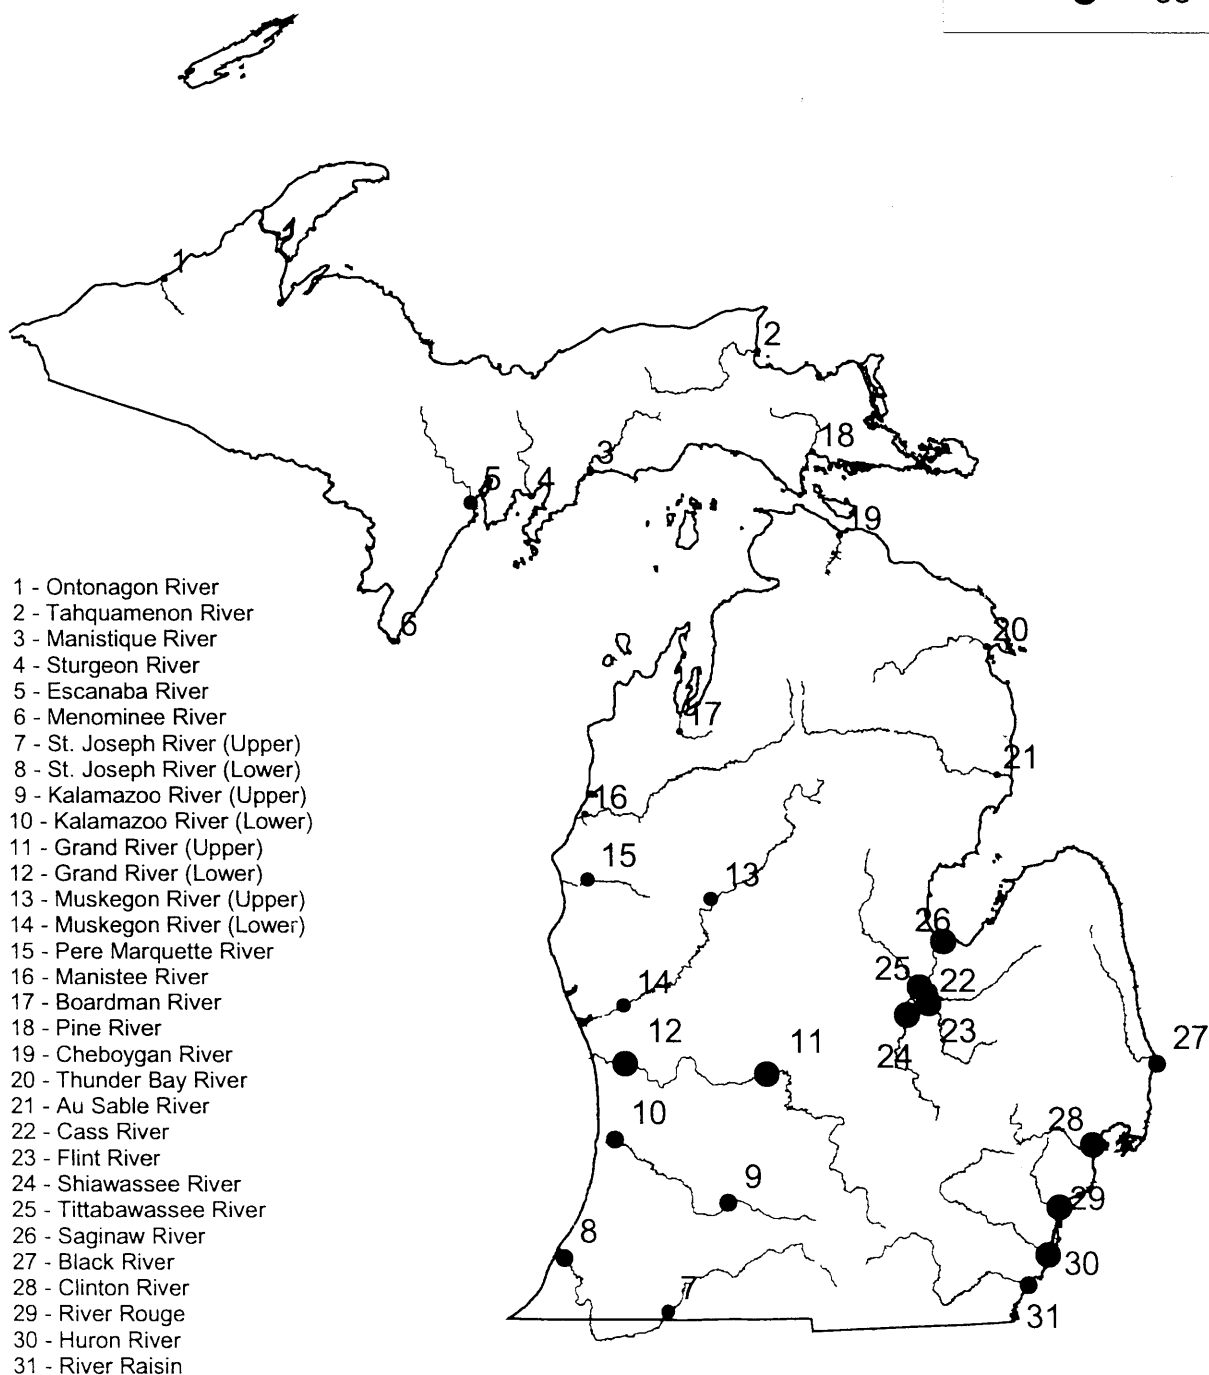 1
2
18
3
5
4
19
6
20
17
21
16
15
13
26
25
22
14
12
11
23
24
27
10
28
9
29
8
30
7
31
1 - Ontonagon River
2 - Tahquamenon River
3 - Manistique River
4 - Sturgeon River
5 - Escanaba River
6 - Menominee River
7 - St. Joseph River (Upper)
8 - St. Joseph River (Lower)
9 - Kalamazoo River (Upper)
10 - Kalamazoo River (Lower)
11 - Grand River (Upper)
12 - Grand River (Lower)
13 - Muskegon River (Upper)
14 - Muskegon River (Lower)
15 - Pere Marquette River
16 - Manistee River
17 - Boardman River
18 - Pine River
19 - Cheboygan River
20 - Thunder Bay River
21 - Au Sable River
22 - Cass River
23 - Flint River
24 - Shiawassee River
25 - Tittabawassee River
26 - Saginaw River
27 - Black River
28 - Clinton River
29 - River Rouge
30 - Huron River
31 - River Raisin